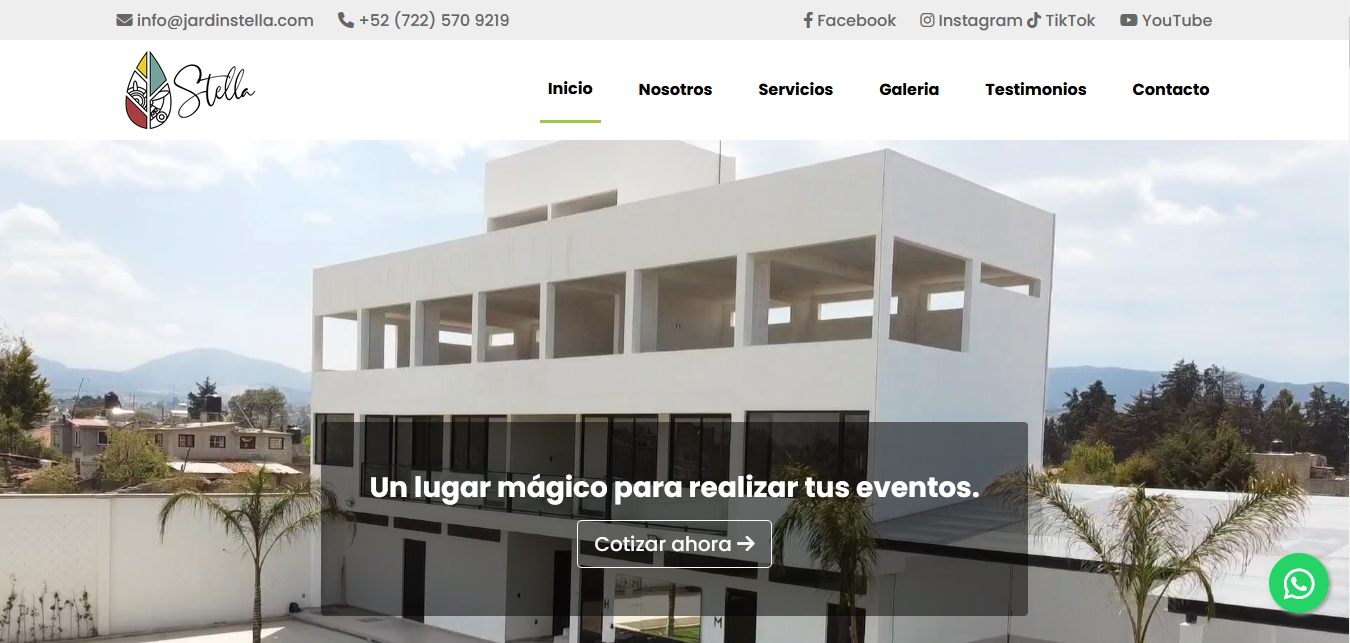 info@jardinstella.com +52 (722) 570 9219 Facebook Instagram TikTok YouTube
Stella
Inicio Nosotros Servicios Galeria Testimonios Contacto
Un lugar mágico para realizar tus eventos.
Cotizar ahora →
H
M